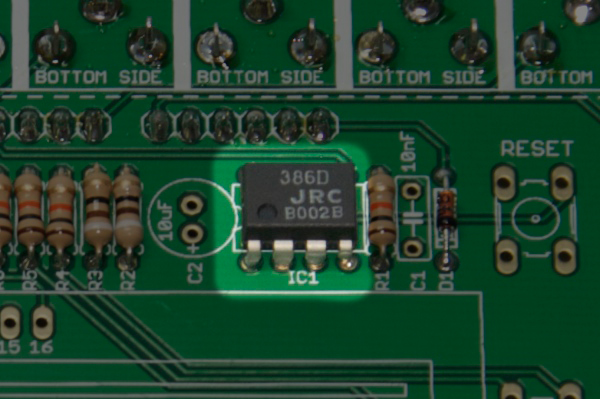 BOTTOM SIDE
BOTTOM SIDE
BOTTOM SIDE
BOTTOM
RESET
10nF
386D
JRC
B002B
10uF
+
C2
IC1
R5
R4
R3
R2
R1
C1
15 16